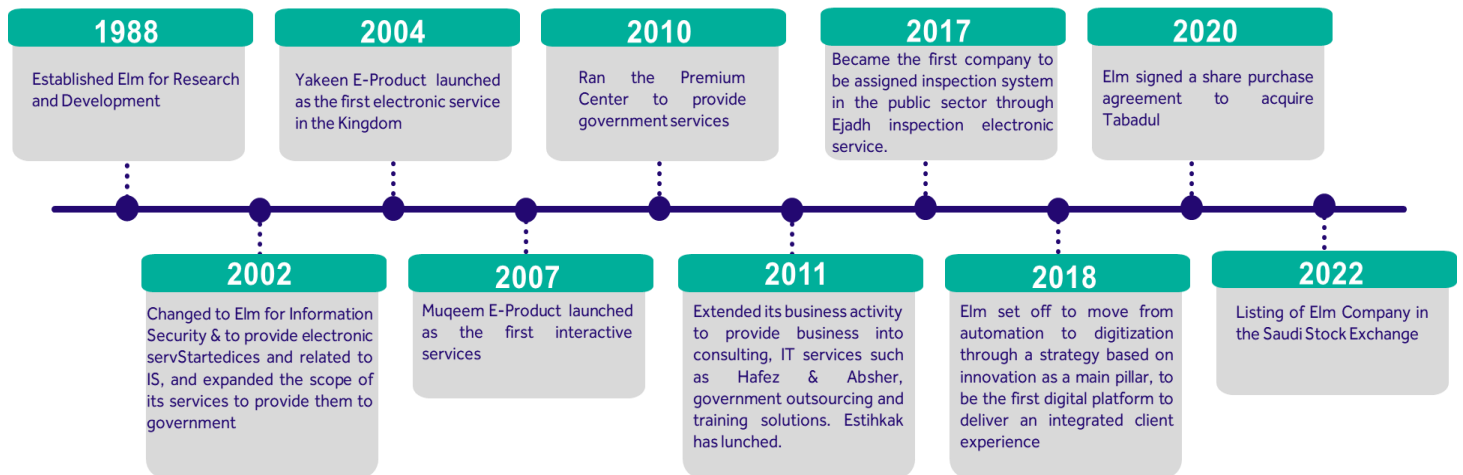 1988
Established Elm for Research
and Development
2004
Yakeen E-Product launched
as the first electronic service
in the Kingdom
2010
Ran the Premium
Center to provide
government services
2017
Became the first company to
be assigned inspection system
in the public sector through
Ejadh inspection electronic
service.
2020
Elm signed a share purchase
agreement to acquire
Tabadul
2002
Changed to Elm for Information
Security & to provide electronic
servStartedices and related to
IS, and expanded the scope of
its services to provide them to
government
2007
Muqeem E-Product launched
as the first interactive
services
2011
Extended its business activity
to provide business into
consulting, IT services such
as Hafez & Absher,
government outsourcing and
training solutions. Estihkak
has lunched.
2018
Elm set off to move from
automation to digitization
through a strategy based on
innovation as a main pillar, to
be the first digital platform to
deliver an integrated client
experience
2022
Listing of Elm Company in
the Saudi Stock Exchange